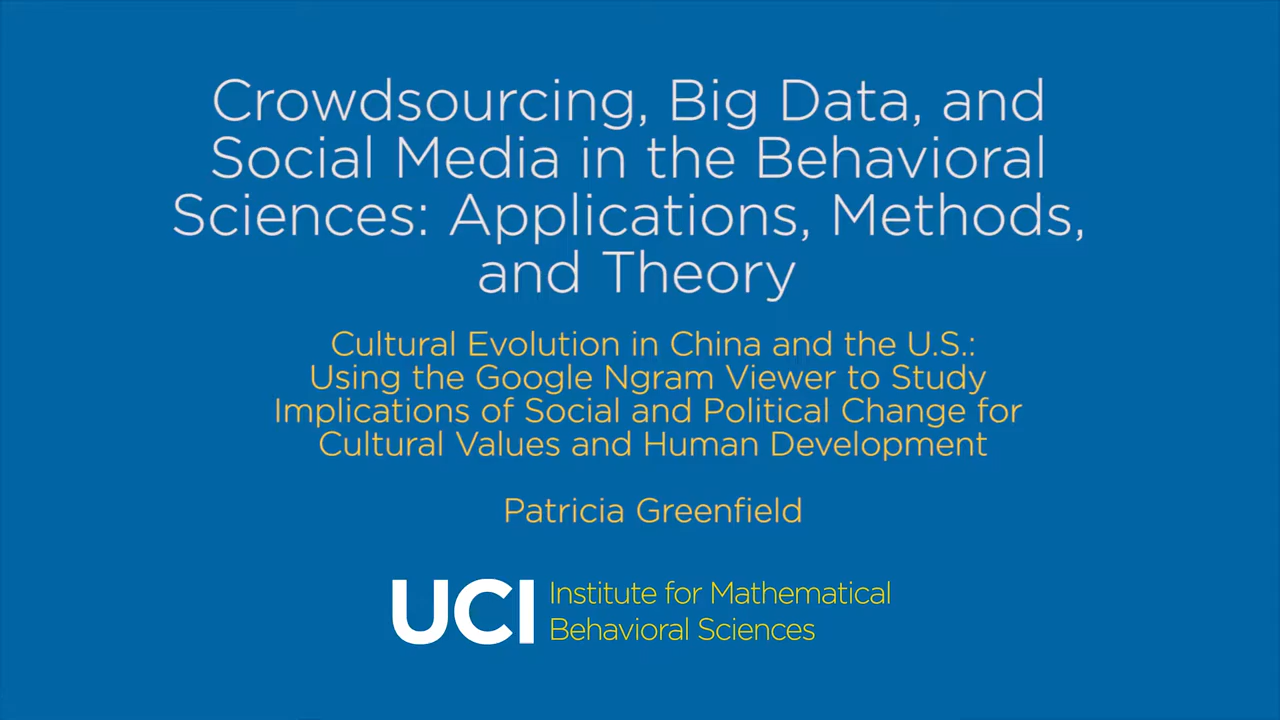 Crowdsourcing, Big Data, and
Social Media in the Behavioral
Sciences: Applications, Methods,
and Theory
Cultural Evolution in China and the U.S.:
Using the Google Ngram Viewer to Study
Implications of Social and Political Change for
Cultural Values and Human Development
Patricia Greenfield
UCI Institute for Mathematical
Behavioral Sciences